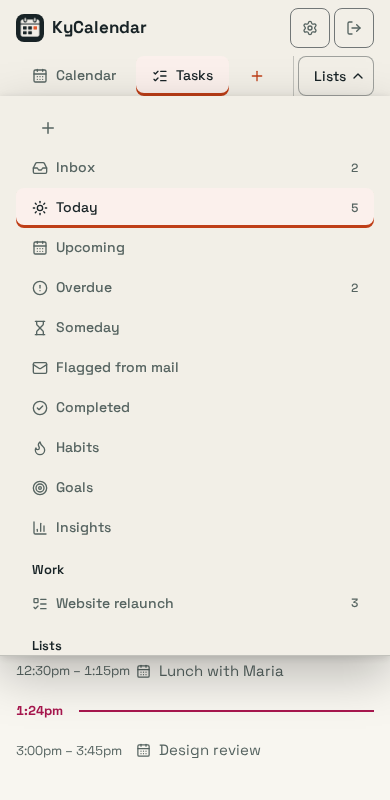 KyCalendar
Calendar
Tasks
Lists
Inbox 2
Today 5
Upcoming
Overdue 2
Someday
Flagged from mail
Completed
Habits
Goals
Insights
Work
Website relaunch 3
Lists
12:30pm – 1:15pm Lunch with Maria
1:24pm
3:00pm – 3:45pm Design review